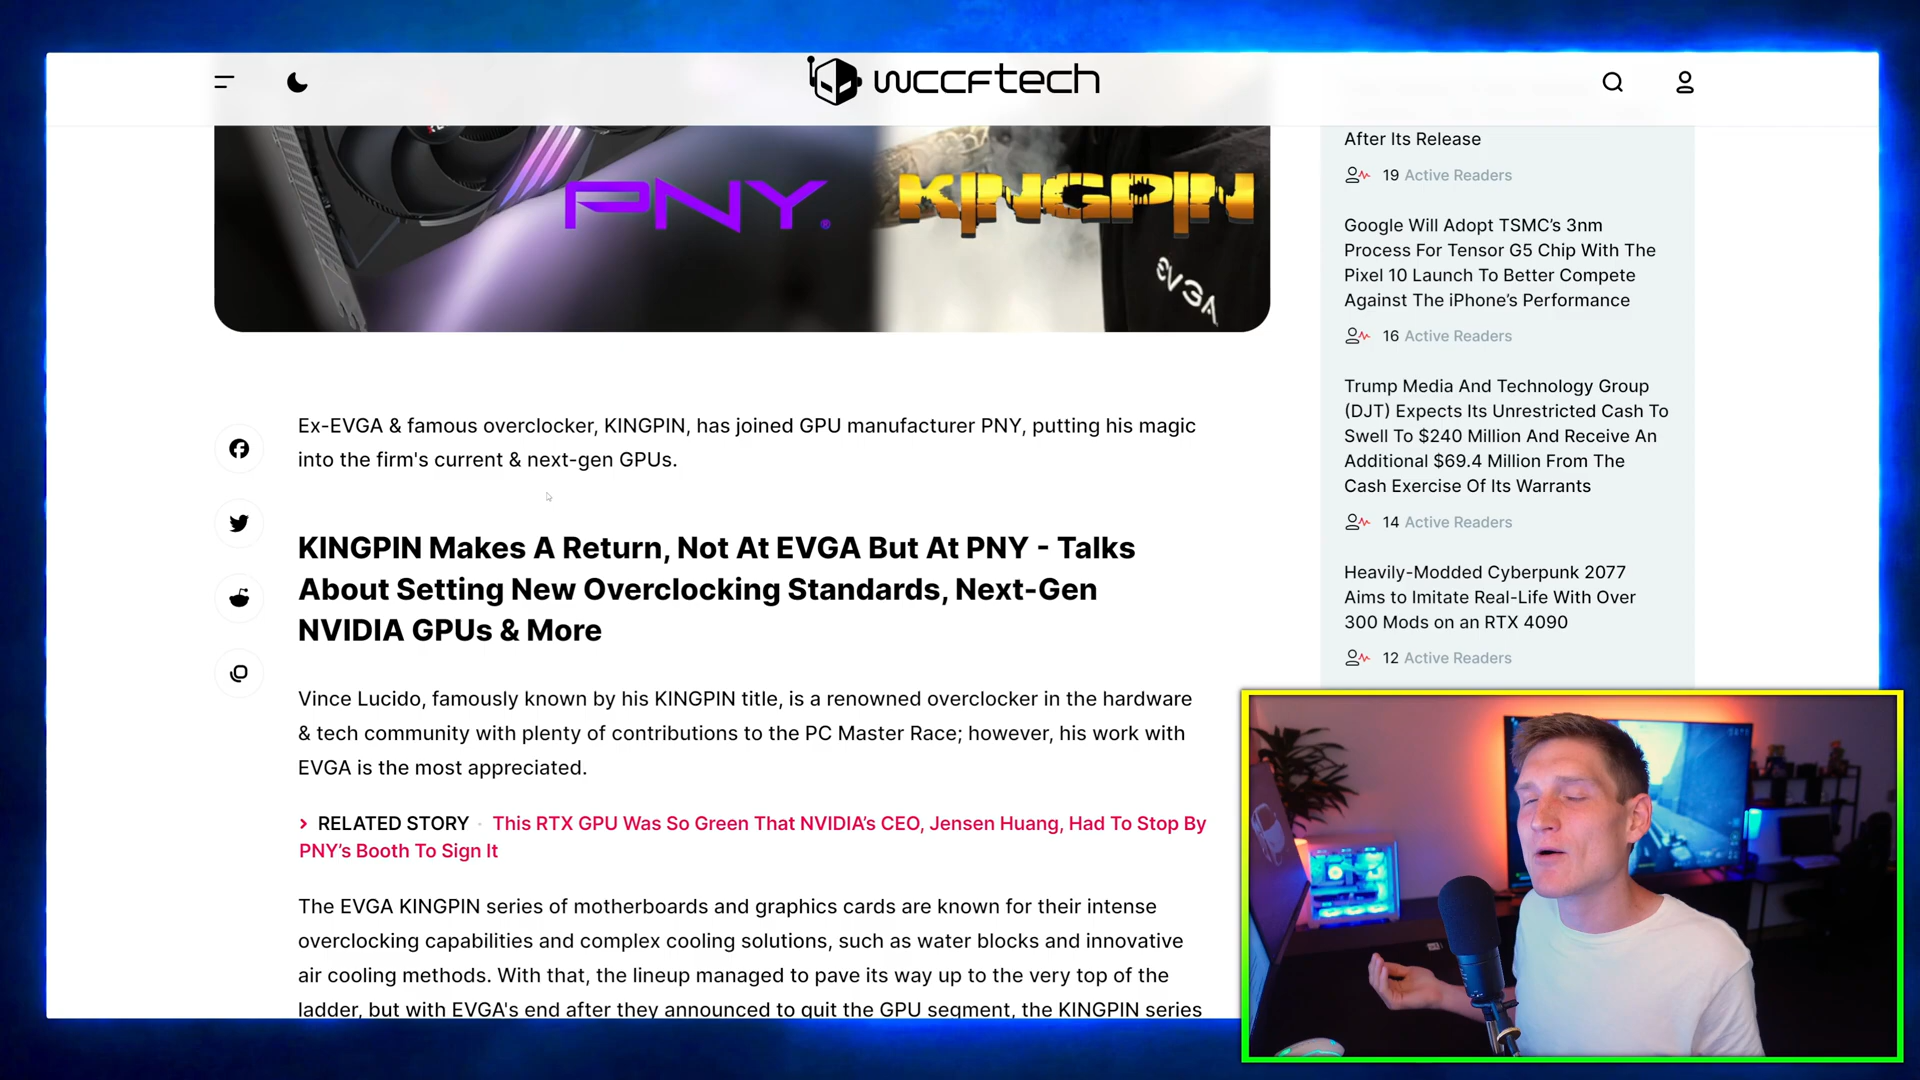 wccftech
PNY
KINGPIN
EVGA
Ex-EVGA & famous overclocker, KINGPIN, has joined GPU manufacturer PNY, putting his magic
into the firm's current & next-gen GPUs.
KINGPIN Makes A Return, Not At EVGA But At PNY - Talks
About Setting New Overclocking Standards, Next-Gen
NVIDIA GPUs & More
Vince Lucido, famously known by his KINGPIN title, is a renowned overclocker in the hardware
& tech community with plenty of contributions to the PC Master Race; however, his work with
EVGA is the most appreciated.
RELATED STORY · This RTX GPU Was So Green That NVIDIA's CEO, Jensen Huang, Had To Stop By
PNY's Booth To Sign It
The EVGA KINGPIN series of motherboards and graphics cards are known for their intense
overclocking capabilities and complex cooling solutions, such as water blocks and innovative
air cooling methods. With that, the lineup managed to pave its way up to the very top of the
ladder, but with EVGA's end after they announced to quit the GPU segment, the KINGPIN series
After Its Release
19 Active Readers
Google Will Adopt TSMC's 3nm
Process For Tensor G5 Chip With The
Pixel 10 Launch To Better Compete
Against The iPhone's Performance
16 Active Readers
Trump Media And Technology Group
(DJT) Expects Its Unrestricted Cash To
Swell To $240 Million And Receive An
Additional $69.4 Million From The
Cash Exercise Of Its Warrants
14 Active Readers
Heavily-Modded Cyberpunk 2077
Aims to Imitate Real-Life With Over
300 Mods on an RTX 4090
12 Active Readers